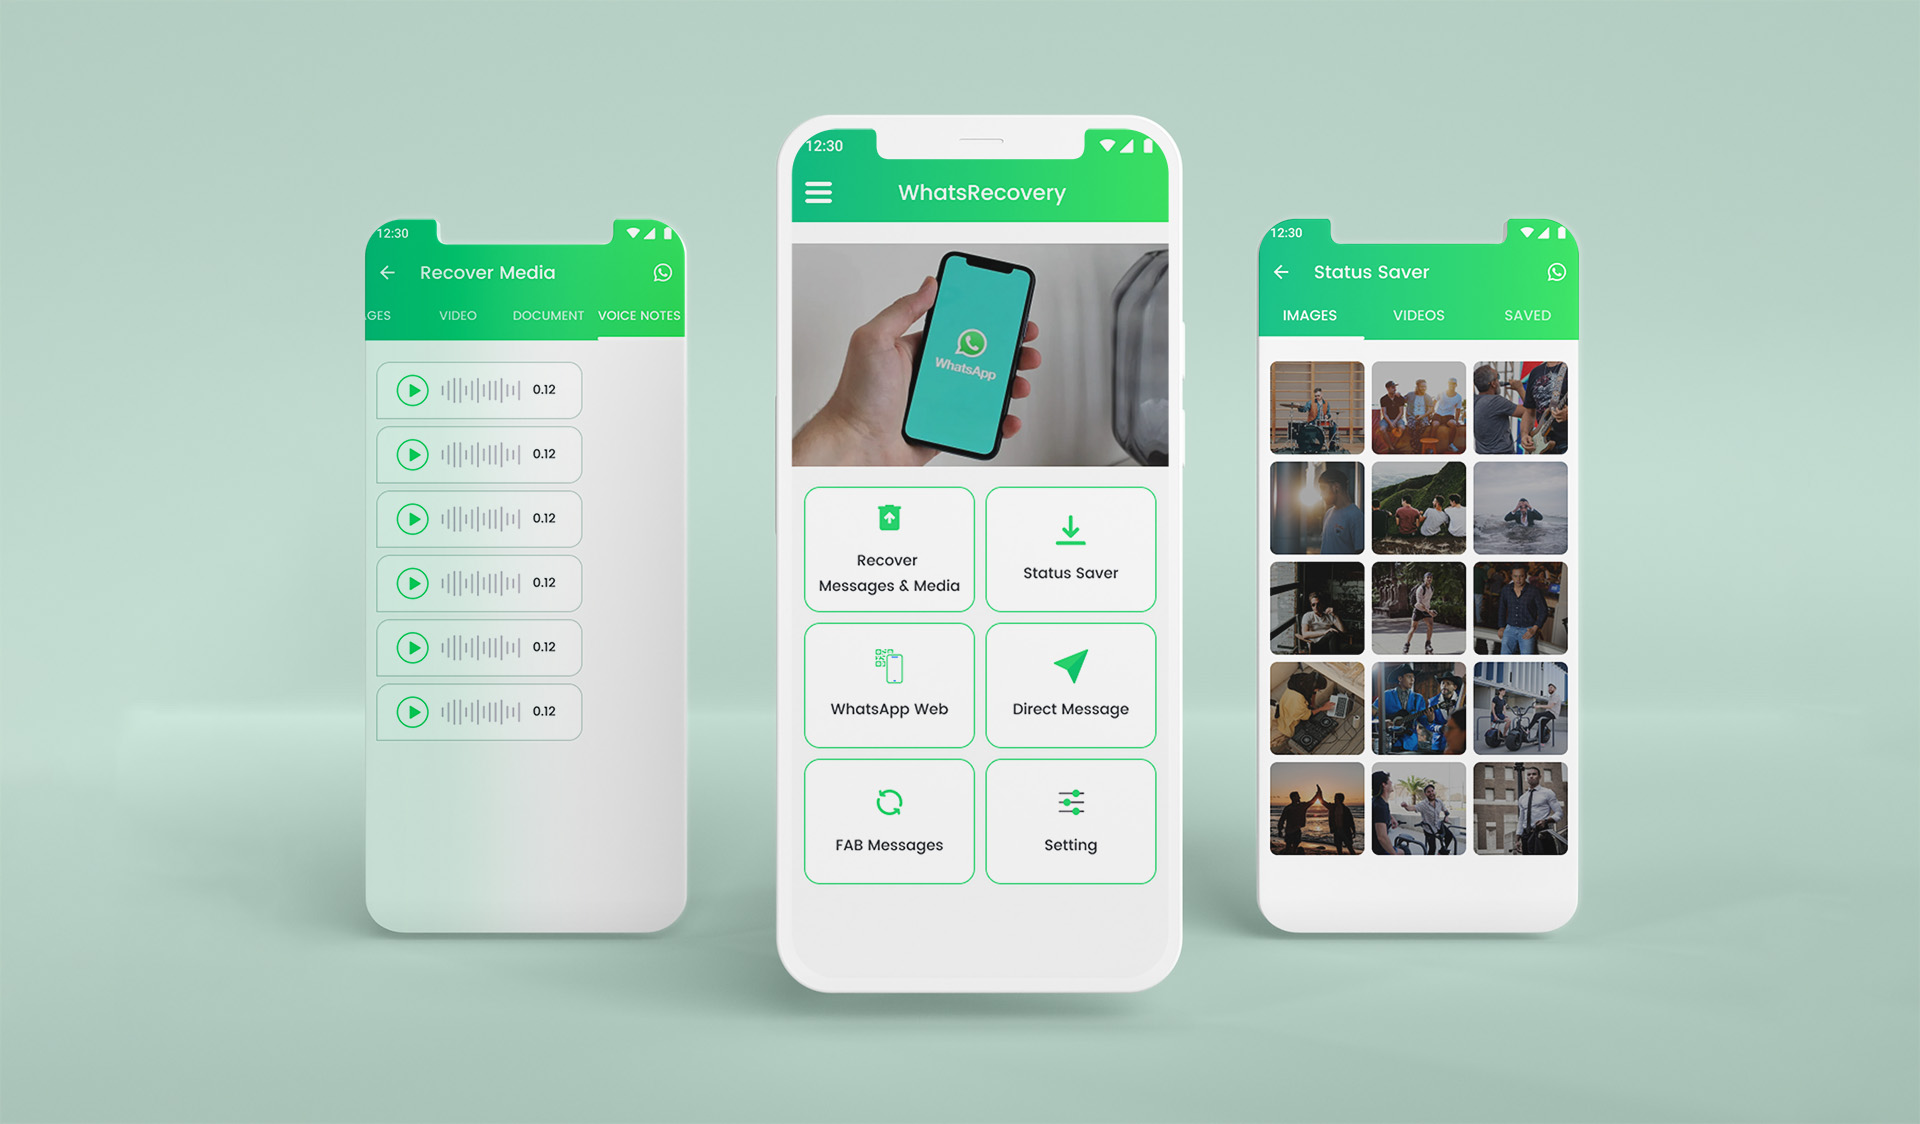 12:30
Recover Media
GES
VIDEO
DOCUMENT
VOICE NOTES
0.12
0.12
0.12
0.12
0.12
0.12
12:30
WhatsRecovery
WhatsApp
Recover
Messages & Media
Status Saver
WhatsApp Web
Direct Message
FAB Messages
Setting
12:30
Status Saver
IMAGES
VIDEOS
SAVED